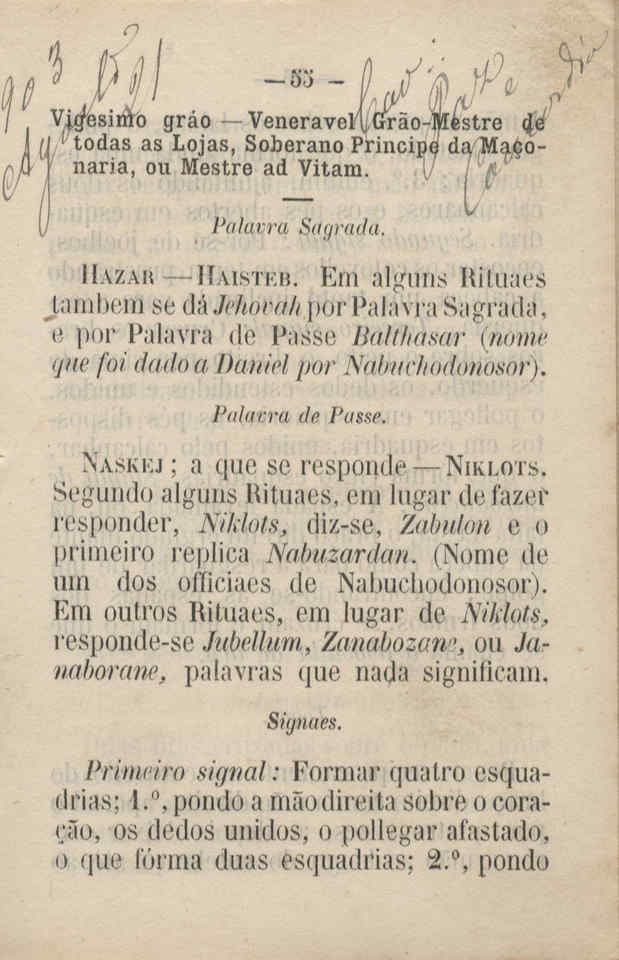 — 55 —
Vigesimo gráo — Veneravel Grão-Mestre de
todas as Lojas, Soberano Principe da Maço-
naria, ou Mestre ad Vitam.
Palavra Sagrada.
HAZAR — HAISTEB. Em alguns Rituaes
tambem se dá Jehovah por Palavra Sagrada,
e por Palavra de Passe Balthasar (nome
que foi dado a Daniel por Nabuchodonosor).
Palavra de Passe.
NASKEJ ; a que se responde — NIKLOTS.
Segundo alguns Rituaes, em lugar de fazer
responder, Niklots, diz-se, Zabulon e o
primeiro replica Nabuzardan. (Nome de
um dos officiaes de Nabuchodonosor).
Em outros Rituaes, em lugar de Niklots,
responde-se Jubellum, Zanabozane, ou Ja-
naborane, palavras que nada significam.
Signaes.
Primeiro signal : Formar quatro esqua-
drias; 1.º, pondo a mão direita sobre o cora-
ção, os dedos unidos, o pollegar afastado,
o que fórma duas esquadrias; 2.º, pondo